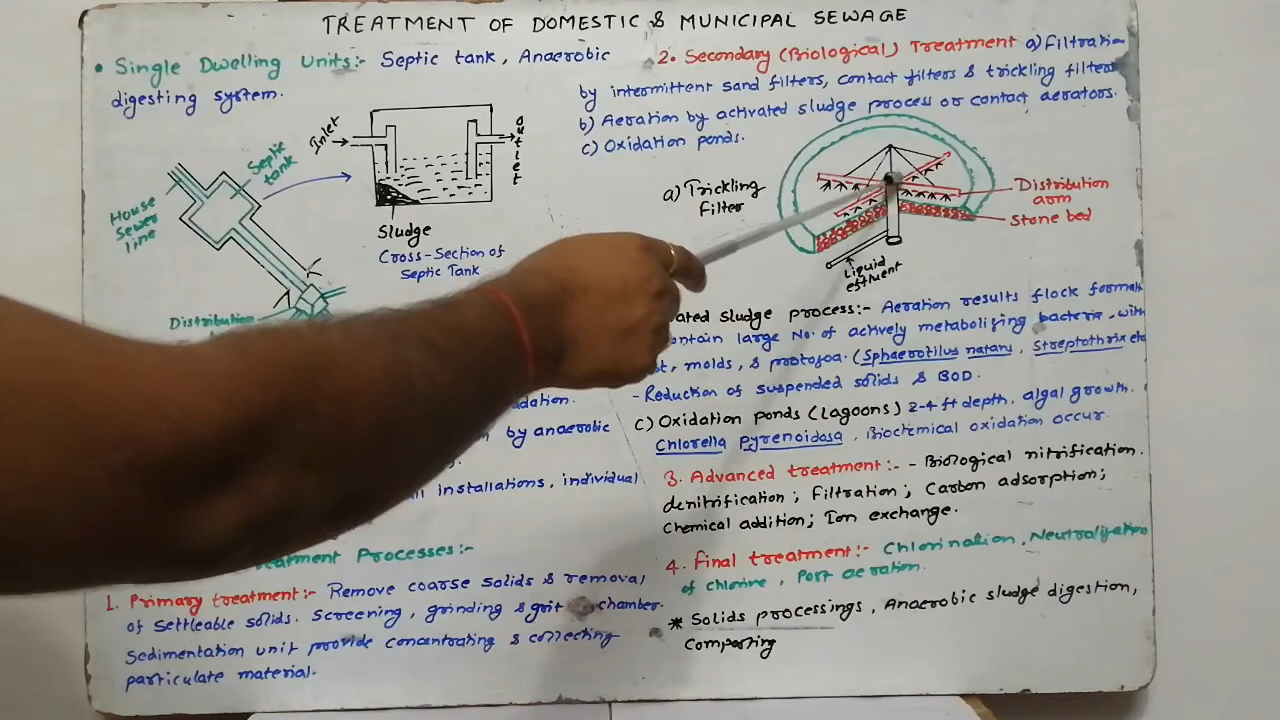 TREATMENT OF DOMESTIC & MUNICIPAL SEWAGE
• Single Dwelling Units:- Septic tank, Anaerobic
digesting system.
Inlet
outlet
Septic
tank
House
Sewer
line
Sludge
Cross-Section of
Septic Tank
Distribution
by anaerobic
installations, individual
Treatment Processes:-
1. Primary treatment:- Remove coarse solids & removal
of settleable solids. Screening, grinding & grit chamber.
Sedimentation unit provide concantrating & collecting
particulate material.
2. Secondary (Biological) Treatment a) Filtration
by intermittent sand filters, contact filters & trickling filters
b) Aeration by activated sludge process or contact aerators.
c) Oxidation ponds.
a) Trickling
Filter
Distribution
arm
Stone bed
Liquid
effluent
ated sludge process:- Aeration results flock format
ontain large No. of actively metabolizing bacteria, with
st, molds, & protozoa. (Sphaerotilus natans, Streptothrix etc
- Reduction of suspended solids & BOD.
c) Oxidation ponds (lagoons) 2-4 ft depth, algal growth.
Chlorella pyrenoidosa, Biochemical oxidation occur.
3. Advanced treatment:- - Biological nitrification.
denitrification; Filtration; Carbon adsorption;
Chemical addition; Ion exchange.
4. Final treatment:- Chlorination, Neutralization
of chlorine, Post aeration.
* Solids processings, Anaerobic sludge digestion,
Composting